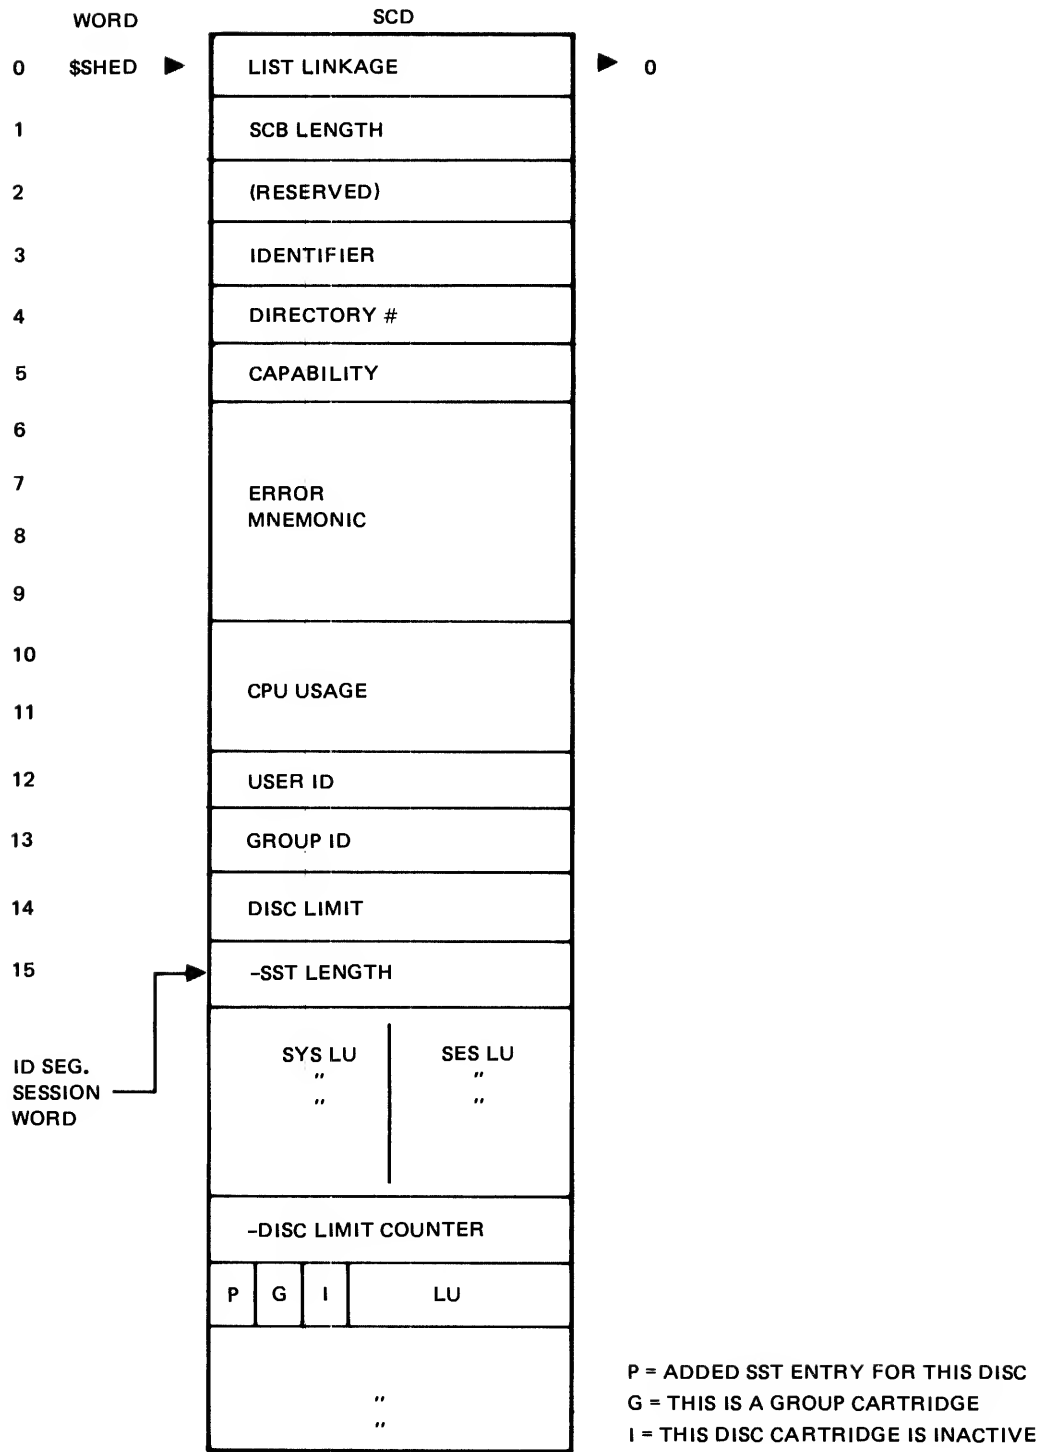 WORD SCD
0 $SHED LIST LINKAGE 0
1 SCB LENGTH
2 (RESERVED)
3 IDENTIFIER
4 DIRECTORY #
5 CAPABILITY
6
7 ERROR
MNEMONIC
8
9
10
CPU USAGE
11
12 USER ID
13 GROUP ID
14 DISC LIMIT
15 -SST LENGTH
SYS LU SES LU
" "
" "
ID SEG.
SESSION
WORD
-DISC LIMIT COUNTER
P G I LU
"
"
P = ADDED SST ENTRY FOR THIS DISC
G = THIS IS A GROUP CARTRIDGE
I = THIS DISC CARTRIDGE IS INACTIVE